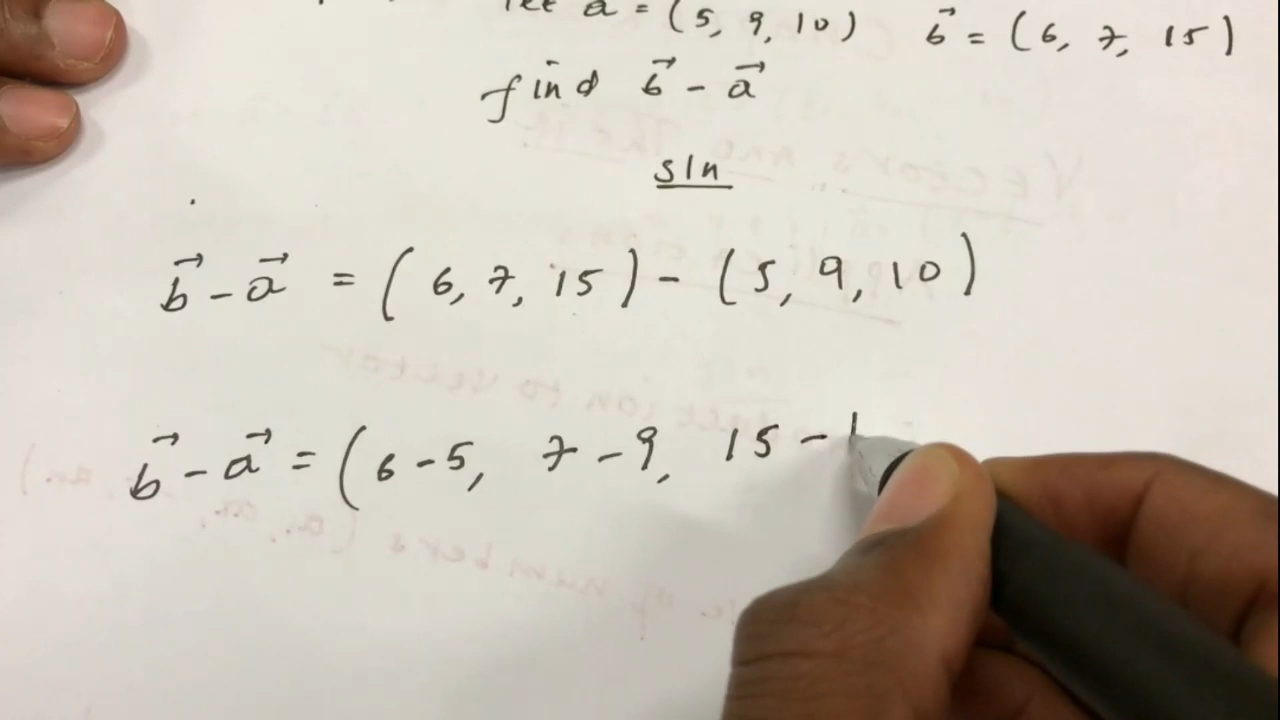 let a = (5, 9, 10) b⃗ = (6, 7, 15)
find b⃗ - a⃗
sln
b⃗ - a⃗ = (6, 7, 15) - (5, 9, 10)
b⃗ - a⃗ = (6 - 5, 7 - 9, 15 - 1